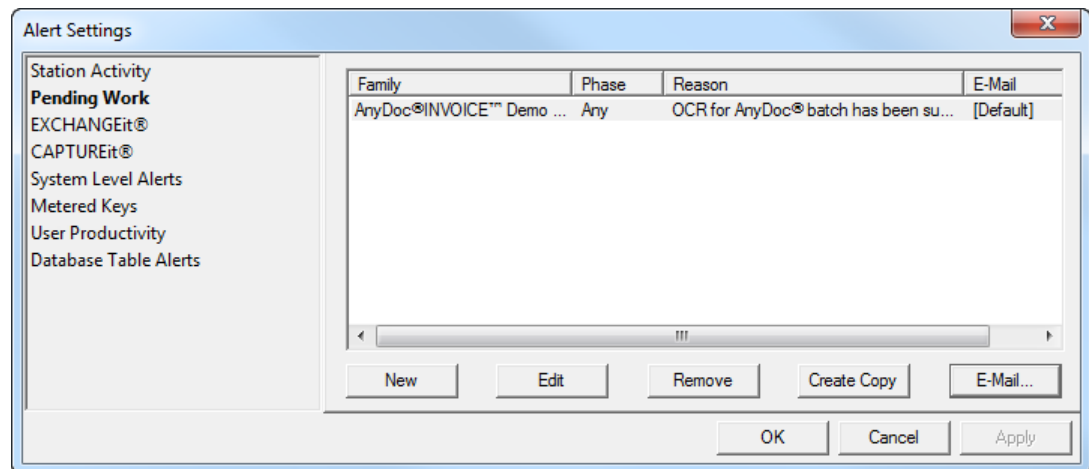 Alert Settings
Station Activity
Pending Work
EXCHANGEit®
CAPTUREit®
System Level Alerts
Metered Keys
User Productivity
Database Table Alerts
Family Phase Reason E-Mail
AnyDoc®INVOICE™ Demo ... Any OCR for AnyDoc® batch has been su... [Default]
New Edit Remove Create Copy E-Mail...
OK Cancel Apply